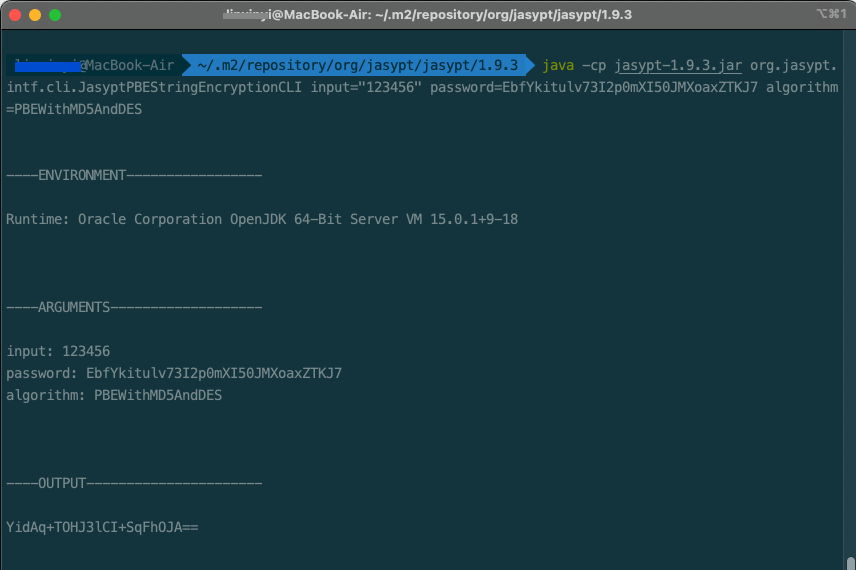 @MacBook-Air: ~/.m2/repository/org/jasypt/jasypt/1.9.3
⌥⌘1
@MacBook-Air ~/.m2/repository/org/jasypt/jasypt/1.9.3 java -cp jasypt-1.9.3.jar org.jasypt.
intf.cli.JasyptPBEStringEncryptionCLI input="123456" password=EbfYkitulv73I2p0mXI50JMXoaxZTKJ7 algorithm
=PBEWithMD5AndDES
----ENVIRONMENT-----------------
Runtime: Oracle Corporation OpenJDK 64-Bit Server VM 15.0.1+9-18
----ARGUMENTS-------------------
input: 123456
password: EbfYkitulv73I2p0mXI50JMXoaxZTKJ7
algorithm: PBEWithMD5AndDES
----OUTPUT----------------------
YidAq+TOHJ3lCI+SqFhOJA==